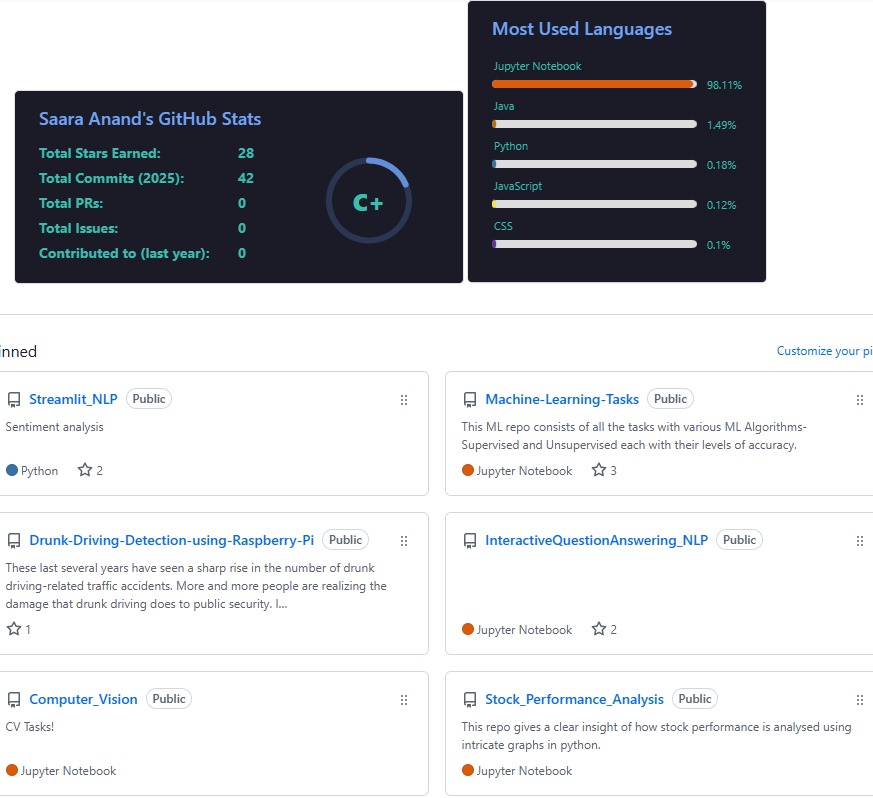 Most Used Languages
Jupyter Notebook
98.11%
Java
1.49%
Python
0.18%
JavaScript
0.12%
CSS
0.1%
Saara Anand's GitHub Stats
Total Stars Earned: 28
Total Commits (2025): 42
Total PRs: 0
Total Issues: 0
Contributed to (last year): 0
C+
inned
Customize your pi
Streamlit_NLP Public
Sentiment analysis
Python 2
Machine-Learning-Tasks Public
This ML repo consists of all the tasks with various ML Algorithms-
Supervised and Unsupervised each with their levels of accuracy.
Jupyter Notebook 3
Drunk-Driving-Detection-using-Raspberry-Pi Public
These last several years have seen a sharp rise in the number of drunk
driving-related traffic accidents. More and more people are realizing the
damage that drunk driving does to public security. I...
1
InteractiveQuestionAnswering_NLP Public
Jupyter Notebook 2
Computer_Vision Public
CV Tasks!
Jupyter Notebook
Stock_Performance_Analysis Public
This repo gives a clear insight of how stock performance is analysed using
intricate graphs in python.
Jupyter Notebook